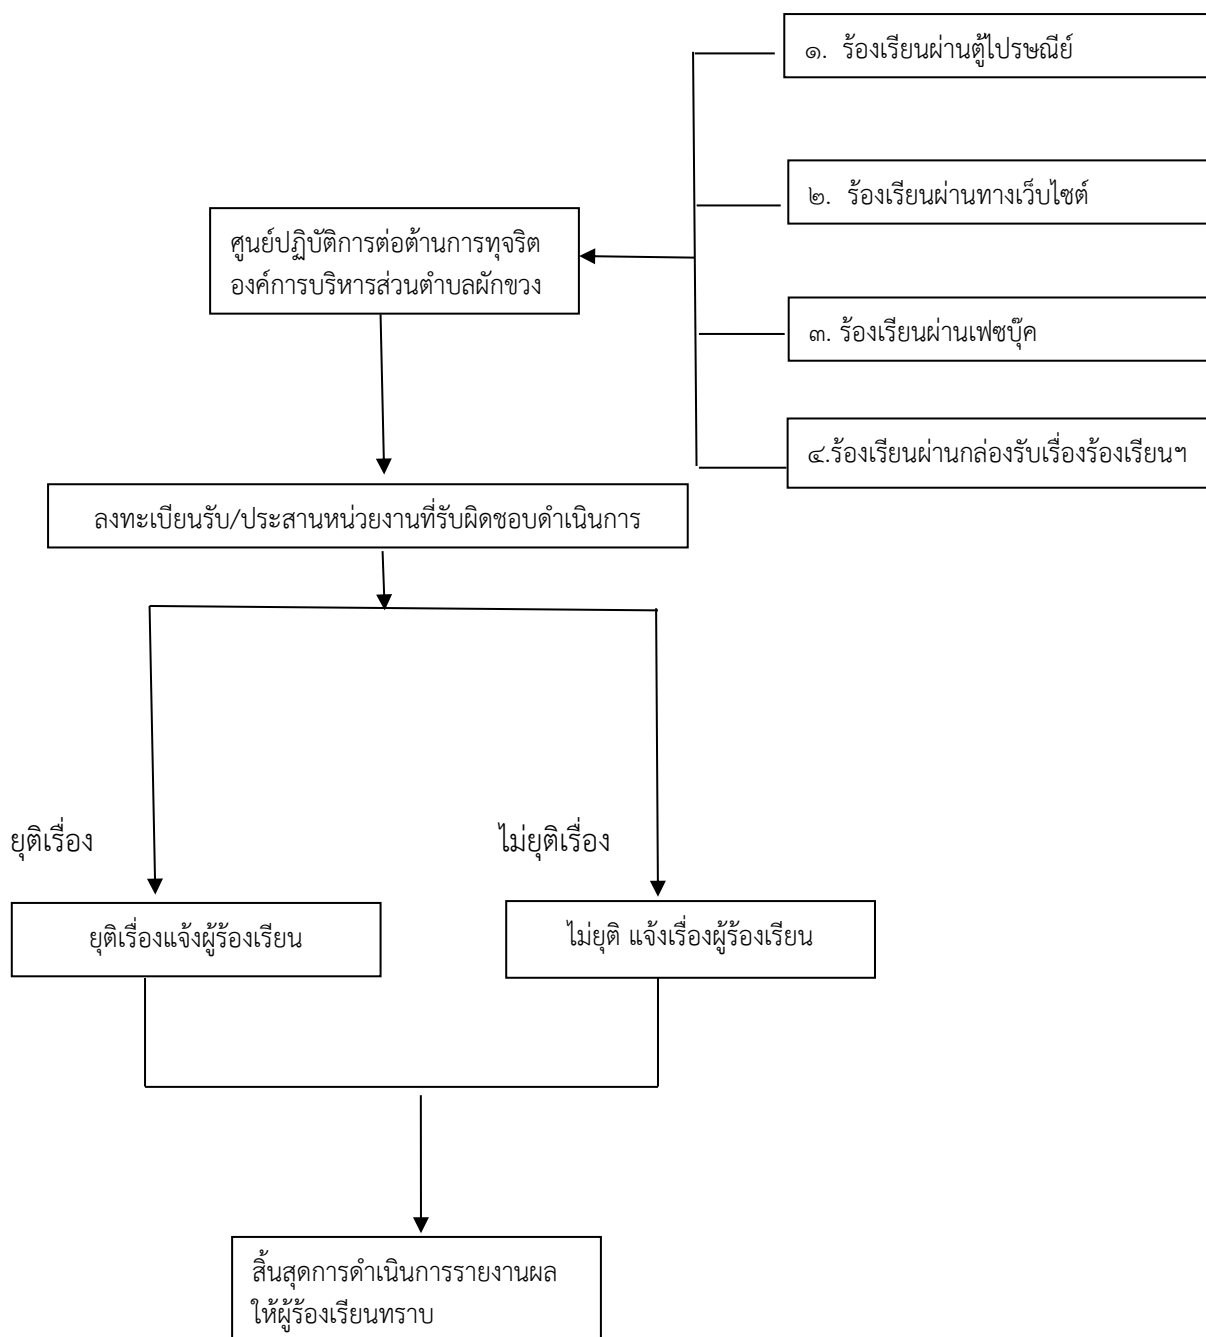 ๑. ร้องเรียนผ่านตู้ไปรษณีย์
๒. ร้องเรียนผ่านทางเว็บไซต์
ศูนย์ปฏิบัติการต่อต้านการทุจริต
องค์การบริหารส่วนตำบลผักขวง
๓. ร้องเรียนผ่านเฟซบุ๊ค
๔.ร้องเรียนผ่านกล่องรับเรื่องร้องเรียนฯ
ลงทะเบียนรับ/ประสานหน่วยงานที่รับผิดชอบดำเนินการ
ยุติเรื่อง
ไม่ยุติเรื่อง
ยุติเรื่องแจ้งผู้ร้องเรียน
ไม่ยุติ แจ้งเรื่องผู้ร้องเรียน
สิ้นสุดการดำเนินการรายงานผล
ให้ผู้ร้องเรียนทราบ